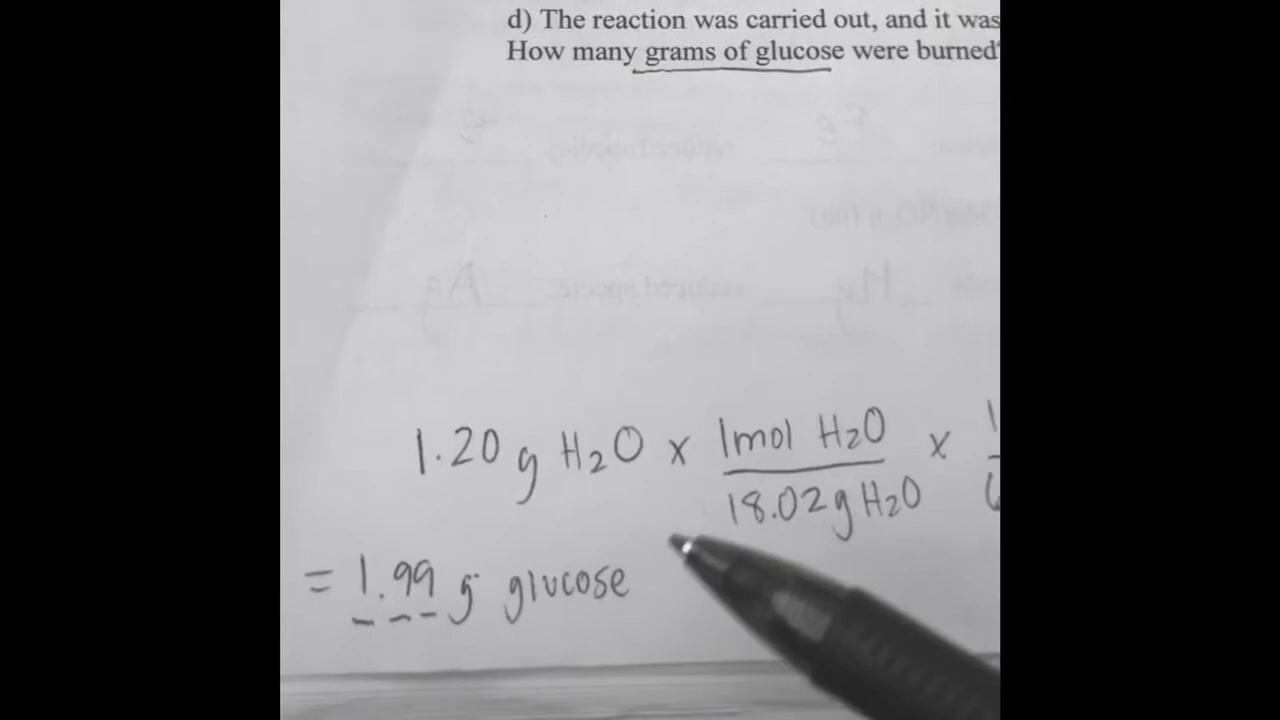 d) The reaction was carried out, and it was
How many grams of glucose were burned
1.20 g H₂O x 1mol H₂O / 18.02g H₂O x
= 1.99 g glucose